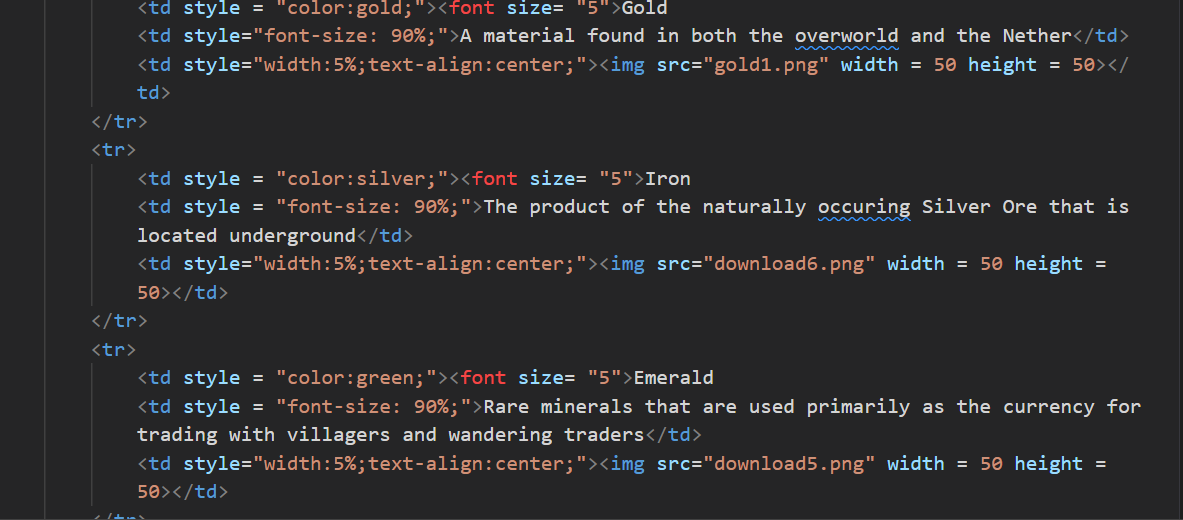 <td style = "color:gold;"><font size= "5">Gold
<td style="font-size: 90%;">A material found in both the overworld and the Nether</td>
<td style="width:5%;text-align:center;"><img src="gold1.png" width = 50 height = 50></
td>
</tr>
<tr>
<td style = "color:silver;"><font size= "5">Iron
<td style = "font-size: 90%;">The product of the naturally occuring Silver Ore that is
located underground</td>
<td style="width:5%;text-align:center;"><img src="download6.png" width = 50 height =
50></td>
</tr>
<tr>
<td style = "color:green;"><font size= "5">Emerald
<td style = "font-size: 90%;">Rare minerals that are used primarily as the currency for
trading with villagers and wandering traders</td>
<td style="width:5%;text-align:center;"><img src="download5.png" width = 50 height =
50></td>
</tr>